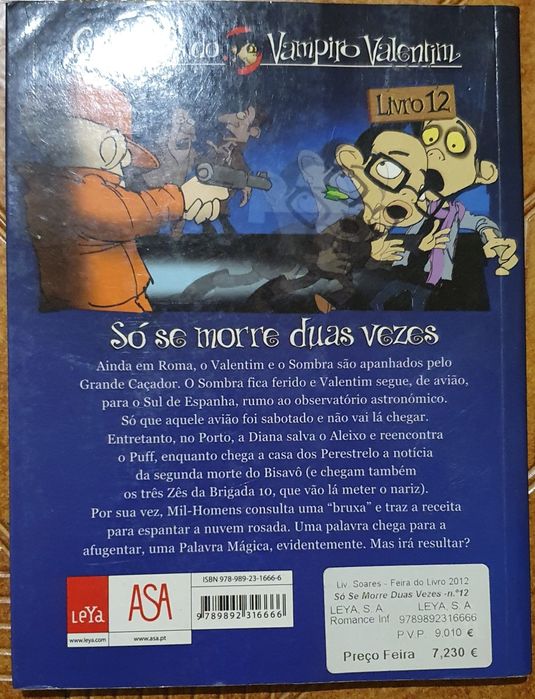 do Vampiro Valentim
Livro 12
Só se morre duas vezes
Ainda em Roma, o Valentim e o Sombra são apanhados pelo
Grande Caçador. O Sombra fica ferido e Valentim segue, de avião,
para o Sul de Espanha, rumo ao observatório astronómico.
Só que aquele avião foi sabotado e não vai lá chegar.
Entretanto, no Porto, a Diana salva o Aleixo e reencontra
o Puff, enquanto chega a casa dos Perestrelo a notícia
da segunda morte do Bisavô (e chegam também
os três Zês da Brigada 10, que vão lá meter o nariz).
Por sua vez, Mil-Homens consulta uma “bruxa” e traz a receita
para espantar a nuvem rosada. Uma palavra chega para a
afugentar, uma Palavra Mágica, evidentemente. Mas irá resultar?
LEYA
www.leya.com
ASA
www.asa.pt
ISBN 978-989-23-1666-6
9 789892 316666
Liv. Soares - Feira do Livro 2012
Só Se Morre Duas Vezes -n.º12
LEYA, S. A LEYA, S. A
Romance Inf 9789892316666
P.V.P. 9,010 €
Preço Feira 7,230 €